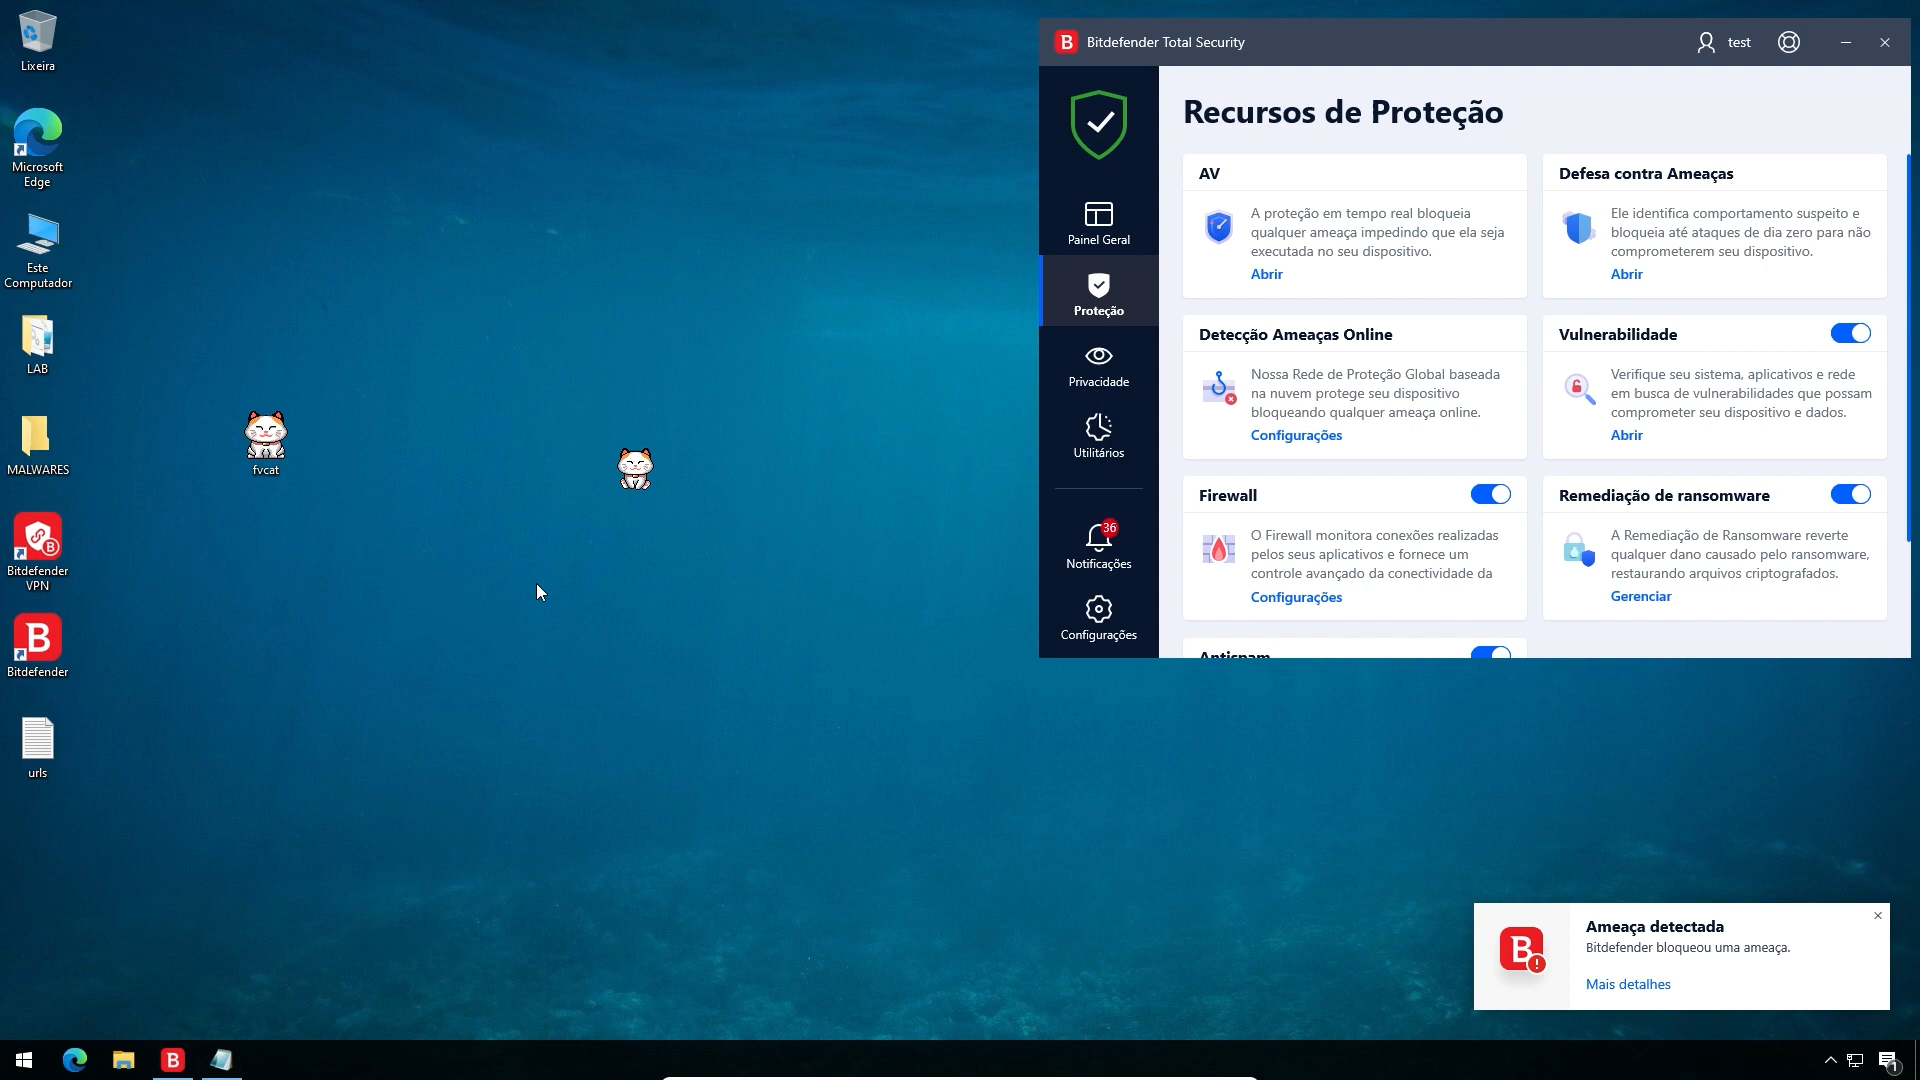 Lixeira
Microsoft
Edge
Este
Computador
LAB
MALWARES
Bitdefender
VPN
Bitdefender
urls
fvcat
B Bitdefender Total Security
test
Painel Geral
Proteção
Privacidade
Utilitários
36
Notificações
Configurações
Recursos de Proteção
AV
A proteção em tempo real bloqueia
qualquer ameaça impedindo que ela seja
executada no seu dispositivo.
Abrir
Defesa contra Ameaças
Ele identifica comportamento suspeito e
bloqueia até ataques de dia zero para não
comprometerem seu dispositivo.
Abrir
Detecção Ameaças Online
Nossa Rede de Proteção Global baseada
na nuvem protege seu dispositivo
bloqueando qualquer ameaça online.
Configurações
Vulnerabilidade
Verifique seu sistema, aplicativos e rede
em busca de vulnerabilidades que possam
comprometer seu dispositivo e dados.
Abrir
Firewall
O Firewall monitora conexões realizadas
pelos seus aplicativos e fornece um
controle avançado da conectividade da
Configurações
Remediação de ransomware
A Remediação de Ransomware reverte
qualquer dano causado pelo ransomware,
restaurando arquivos criptografados.
Gerenciar
Antispam
Ameaça detectada
Bitdefender bloqueou uma ameaça.
Mais detalhes
1